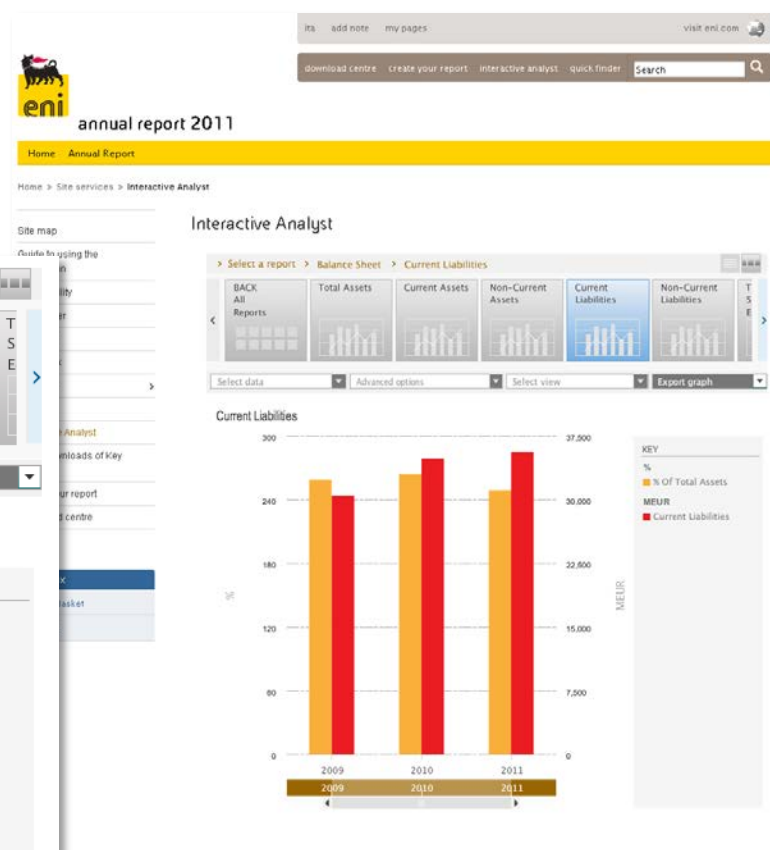 ita add note my pages visit eni.com
download centre create your report interactive analyst quick finder Search
eni
annual report 2011
Home Annual Report
Home > Site services > Interactive Analyst
Site map
Guide to using the
Interactive Analyst
> Select a report > Balance Sheet > Current Liabilities
BACK
All
Reports
Total Assets
Current Assets
Non-Current
Assets
Current
Liabilities
Non-Current
Liabilities
T
S
E
T
S
E
Select data Advanced options Select view Export graph
Analyst
of Key
report
centre
Current Liabilities
300 37,500
240 30,000
180 22,500
120 15,000
60 7,500
0 0
%
MEUR
2009 2010 2011
2009 2010 2011
KEY
%
% Of Total Assets
MEUR
Current Liabilities